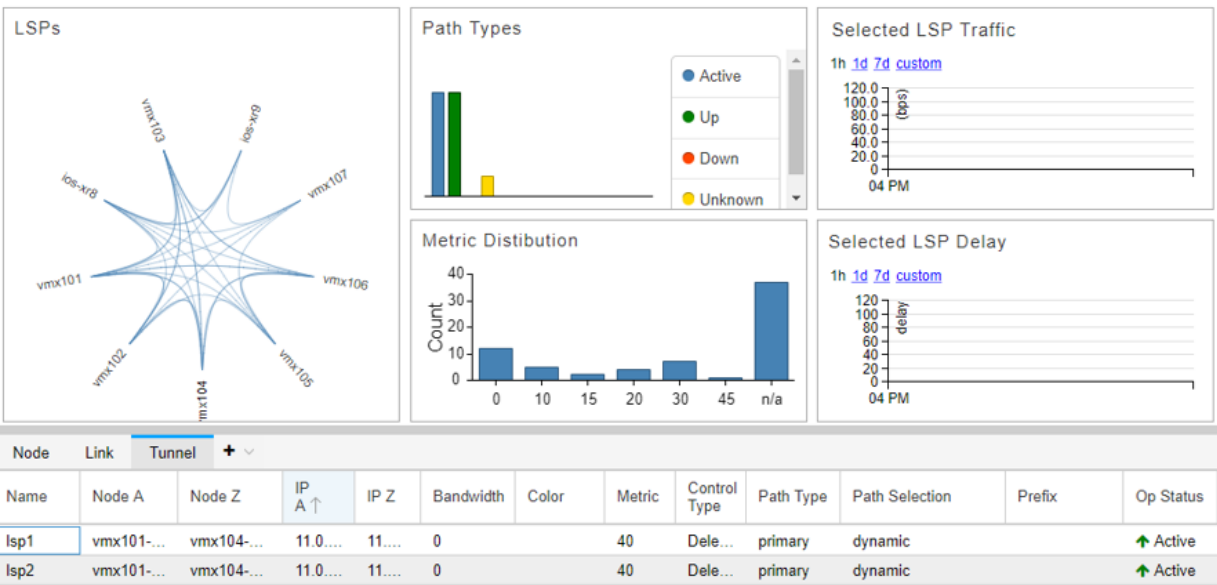 LSPs
vmx103
ios-xr9
ios-xr8
vmx107
vmx101
vmx106
vmx102
vmx105
vmx104
Path Types
Active
Up
Down
Unknown
Metric Distibution
Count
40
30
20
10
0
0 10 15 20 30 45 n/a
Selected LSP Traffic
1h 1d 7d custom
120.0
100.0
80.0
60.0
40.0
20.0
0
(bps)
04 PM
Selected LSP Delay
1h 1d 7d custom
120
100
80
60
40
20
0
delay
04 PM
Node Link Tunnel +
Name Node A Node Z IP A↑ IP Z Bandwidth Color Metric Control Type Path Type Path Selection Prefix Op Status
lsp1 vmx101-... vmx104-... 11.0.... 11.... 0 40 Dele... primary dynamic Active
lsp2 vmx101-... vmx104-... 11.0.... 11.... 0 40 Dele... primary dynamic Active